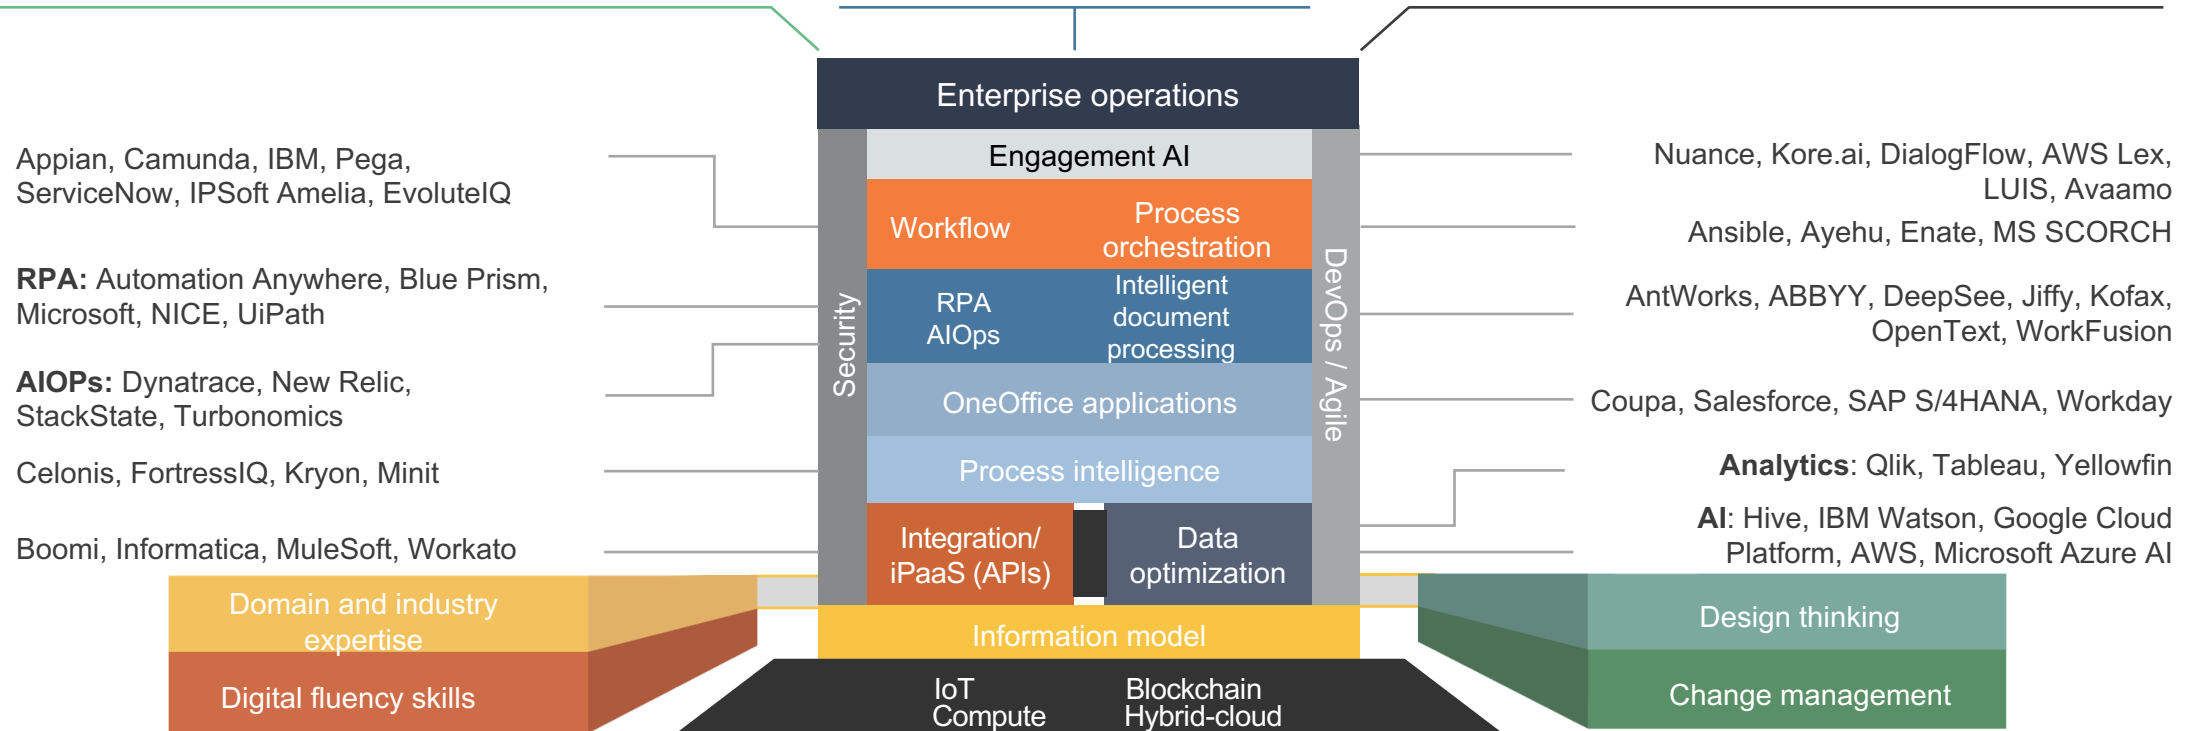 Enterprise operations
Engagement AI
Workflow
Process
orchestration
RPA
AIOps
Intelligent
document
processing
OneOffice applications
Process intelligence
Integration/
iPaaS (APIs)
Data
optimization
Information model
IoT
Compute
Blockchain
Hybrid-cloud
Security
DevOps / Agile
Appian, Camunda, IBM, Pega,
ServiceNow, IPSoft Amelia, EvoluteIQ
RPA: Automation Anywhere, Blue Prism,
Microsoft, NICE, UiPath
AIOPs: Dynatrace, New Relic,
StackState, Turbonomics
Celonis, FortressIQ, Kryon, Minit
Boomi, Informatica, MuleSoft, Workato
Domain and industry
expertise
Digital fluency skills
Nuance, Kore.ai, DialogFlow, AWS Lex,
LUIS, Avaamo
Ansible, Ayehu, Enate, MS SCORCH
AntWorks, ABBYY, DeepSee, Jiffy, Kofax,
OpenText, WorkFusion
Coupa, Salesforce, SAP S/4HANA, Workday
Analytics: Qlik, Tableau, Yellowfin
AI: Hive, IBM Watson, Google Cloud
Platform, AWS, Microsoft Azure AI
Design thinking
Change management